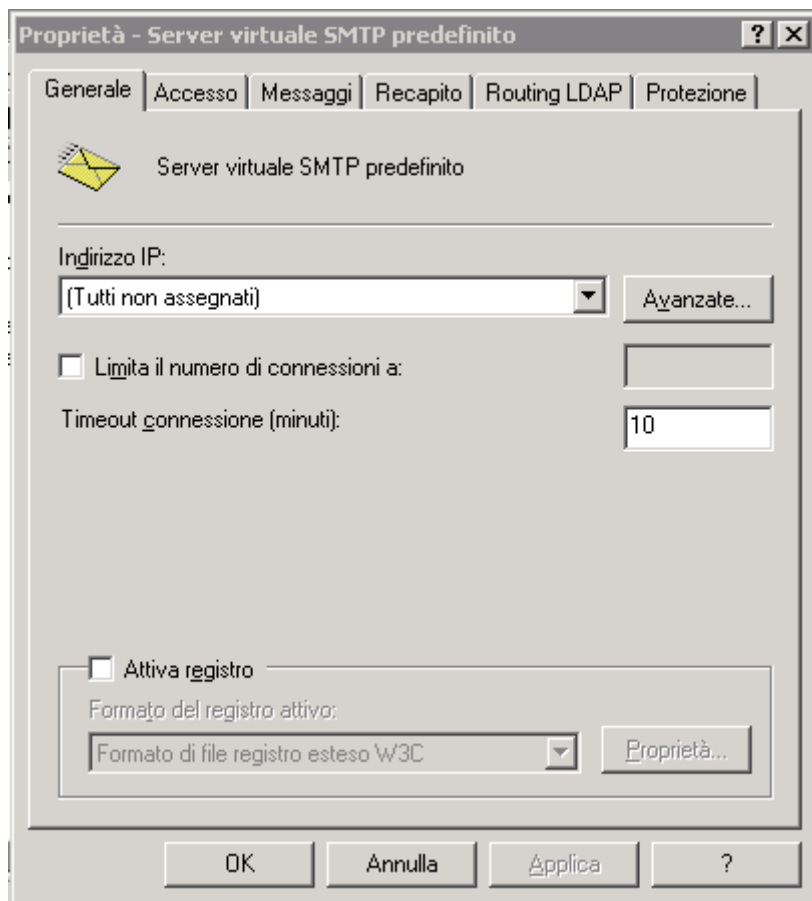 Proprietà - Server virtuale SMTP predefinito
Generale Accesso Messaggi Recapito Routing LDAP Protezione
Server virtuale SMTP predefinito
Indirizzo IP:
(Tutti non assegnati) Avanzate...
Limita il numero di connessioni a:
Timeout connessione (minuti): 10
Attiva registro
Formato del registro attivo:
Formato di file registro esteso W3C Proprietà...
OK Annulla Applica ?